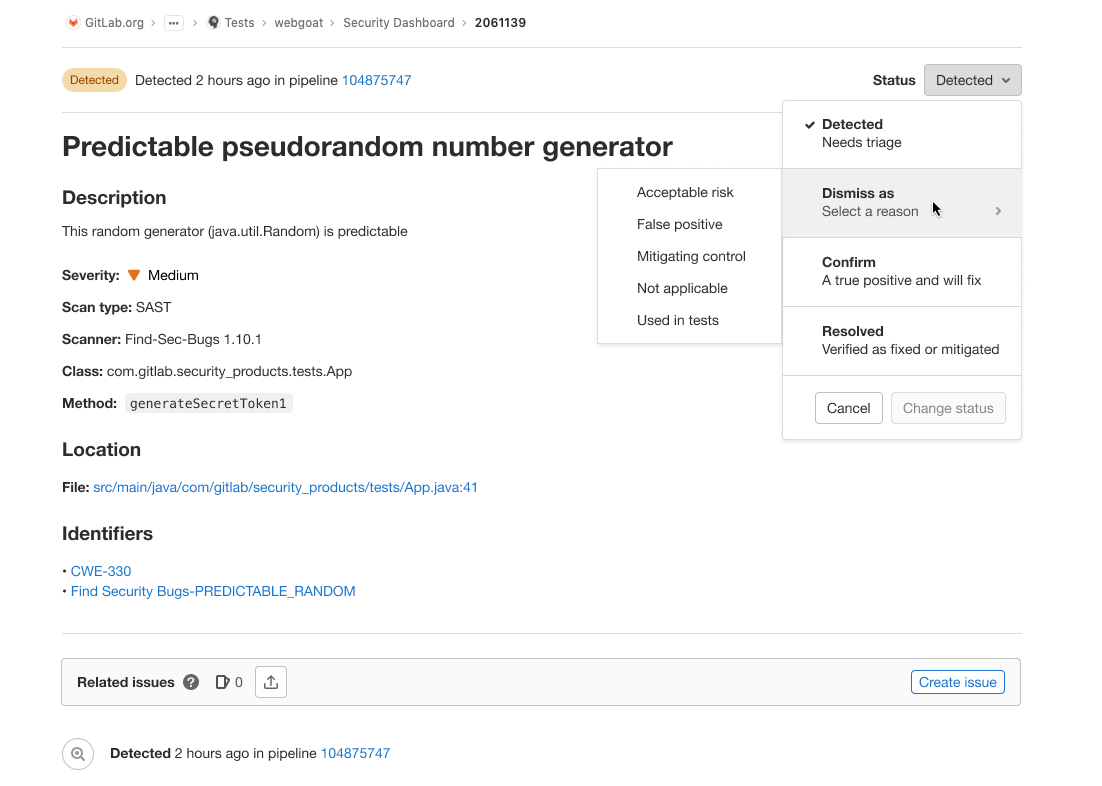 GitLab.org › ••• › Tests › webgoat › Security Dashboard › 2061139
Detected Detected 2 hours ago in pipeline 104875747
Status Detected
Detected
Needs triage
Predictable pseudorandom number generator
Dismiss as
Select a reason
Acceptable risk
False positive
Mitigating control
Not applicable
Used in tests
Confirm
A true positive and will fix
Resolved
Verified as fixed or mitigated
Cancel Change status
Description
This random generator (java.util.Random) is predictable
Severity: Medium
Scan type: SAST
Scanner: Find-Sec-Bugs 1.10.1
Class: com.gitlab.security_products.tests.App
Method: generateSecretToken1
Location
File: src/main/java/com/gitlab/security_products/tests/App.java:41
Identifiers
• CWE-330
• Find Security Bugs-PREDICTABLE_RANDOM
Related issues ? 0 Create issue
Detected 2 hours ago in pipeline 104875747